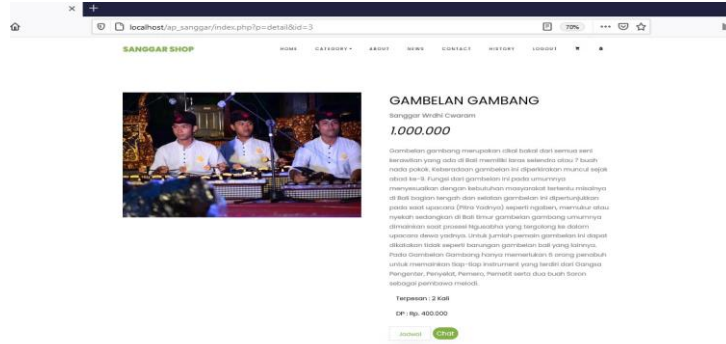 localhost/ap_sanggar/index.php?p=detail&id=3
70%
SANGGAR SHOP
HOME CATEGORY ABOUT NEWS CONTACT HISTORY LOGOUT
GAMBELAN GAMBANG
Sanggar Wrdhi Cwaram
1.000.000
Gambelan gambang merupakan cikal bakal dari semua seni
kerawitan yang ada di Bali memiliki laras selendro atau 7 buah
nada pokok. Keberadaan gambelan ini diperkirakan muncul sejak
abad ke-9. Fungsi dari gambelan ini pada umumnya
menyesuaikan dengan kebutuhan masyarakat tertentu misalnya
di Bali bagian tengah dan selatan gambelan ini dipertunjukkan
pada saat upacara (Pitra Yadnya) seperti ngaben, memukur atau
nyekah sedangkan di Bali timur gambelan gambang umumnya
dimainkan saat prosesi Ngusabha yang tergolong ke dalam
upacara dewa yadnya. Untuk jumlah pemain gambelan ini dapat
dikatakan tidak seperti barungan gambelan bali yang lainnya.
Pada Gambelan Gambang hanya memerlukan 6 orang penabuh
untuk memainkan tiap-tiap instrument yang terdiri dari Gangsa
Pengenter, Penyelat, Pemero, Pemetit serta dua buah Saron
sebagai pembawa melodi.
Terpesan : 2 Kali
DP : Rp. 400.000
Jadwal Chat